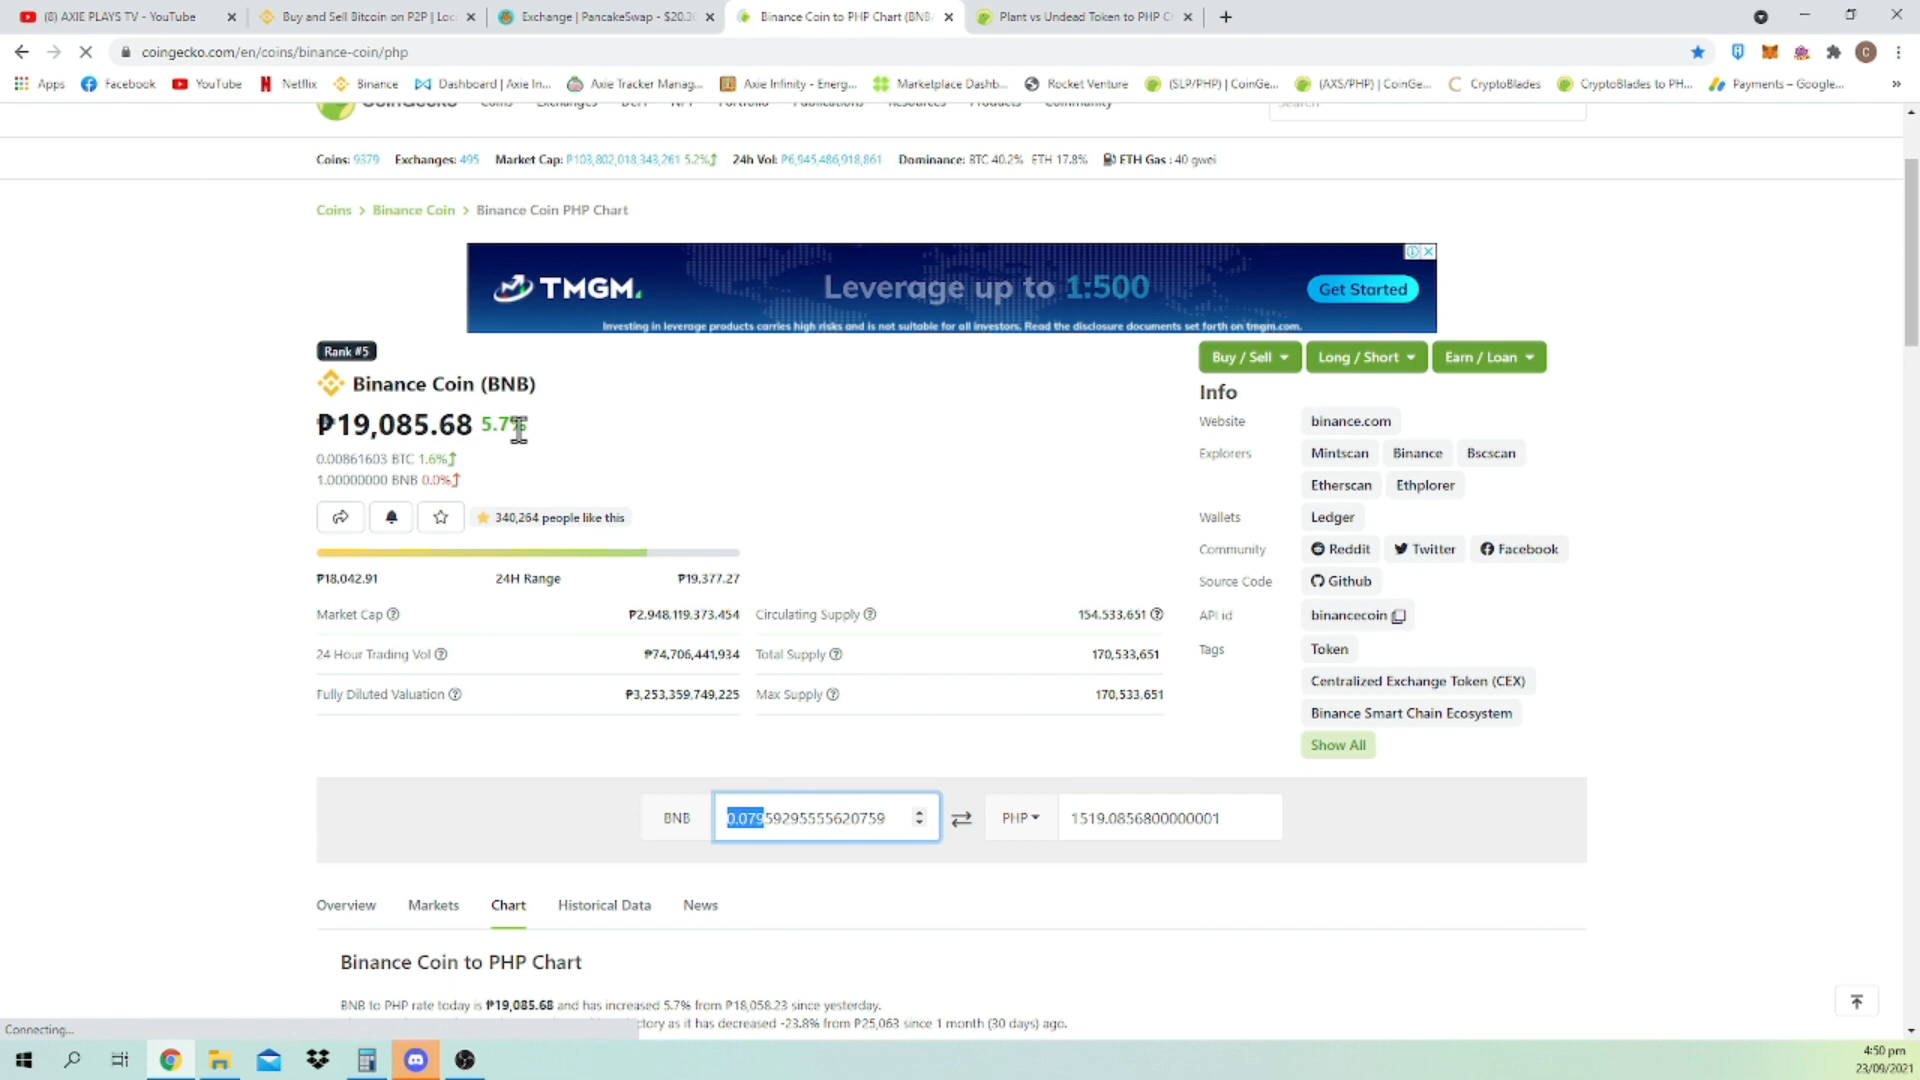 (8) AXIE PLAYS TV - YouTube
Buy and Sell Bitcoin on P2P | Loc
Exchange | PancakeSwap - $20.3
Binance Coin to PHP Chart (BNB/
Plant vs Undead Token to PHP C
coingecko.com/en/coins/binance-coin/php
C
Apps
Facebook
YouTube
Netflix
Binance
Dashboard | Axie In...
Axie Tracker Manag...
Axie Infinity - Energ...
Marketplace Dashb...
Rocket Venture
(SLP/PHP) | CoinGe...
(AXS/PHP) | CoinGe...
CryptoBlades
CryptoBlades to PH...
Payments – Google...
»
Coins: 9379 Exchanges: 495 Market Cap: ₱103,802,018,343,261 5.2% 24h Vol: ₱6,945,486,918,861 Dominance: BTC 40.2% ETH 17.8% ETH Gas : 40 gwei
Coins > Binance Coin > Binance Coin PHP Chart
TMGM.
Leverage up to 1:500
Get Started
Investing in leverage products carries high risks and is not suitable for all investors. Read the disclosure documents set forth on tmgm.com.
Rank #5
Binance Coin (BNB)
₱19,085.68 5.7%
0.00861603 BTC 1.6%
1.00000000 BNB 0.0%
340,264 people like this
₱18,042.91 24H Range ₱19,377.27
Market Cap ₱2,948,119,373,454
24 Hour Trading Vol ₱74,706,441,934
Fully Diluted Valuation ₱3,253,359,749,225
Circulating Supply 154,533,651
Total Supply 170,533,651
Max Supply 170,533,651
Buy / Sell
Long / Short
Earn / Loan
Info
Website binance.com
Explorers Mintscan Binance Bscscan
Etherscan Ethplorer
Wallets Ledger
Community Reddit Twitter Facebook
Source Code Github
API id binancecoin
Tags Token
Centralized Exchange Token (CEX)
Binance Smart Chain Ecosystem
Show All
BNB 0.07959295555620759 PHP 1519.0856800000001
Overview Markets Chart Historical Data News
Binance Coin to PHP Chart
BNB to PHP rate today is ₱19,085.68 and has increased 5.7% from ₱18,058.23 since yesterday.
tory as it has decreased -23.8% from ₱25,063 since 1 month (30 days) ago.
Connecting...
4:50 pm
23/09/2021